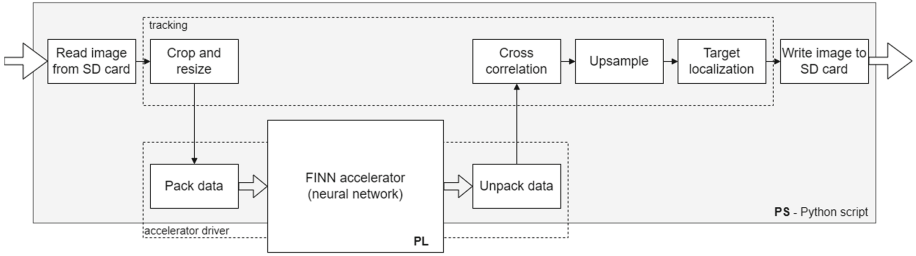 tracking
Read image
from SD card
Crop and
resize
Cross
correlation
Upsample
Target
localization
Write image to
SD card
Pack data
FINN accelerator
(neural network)
Unpack data
PS - Python script
accelerator driver
PL